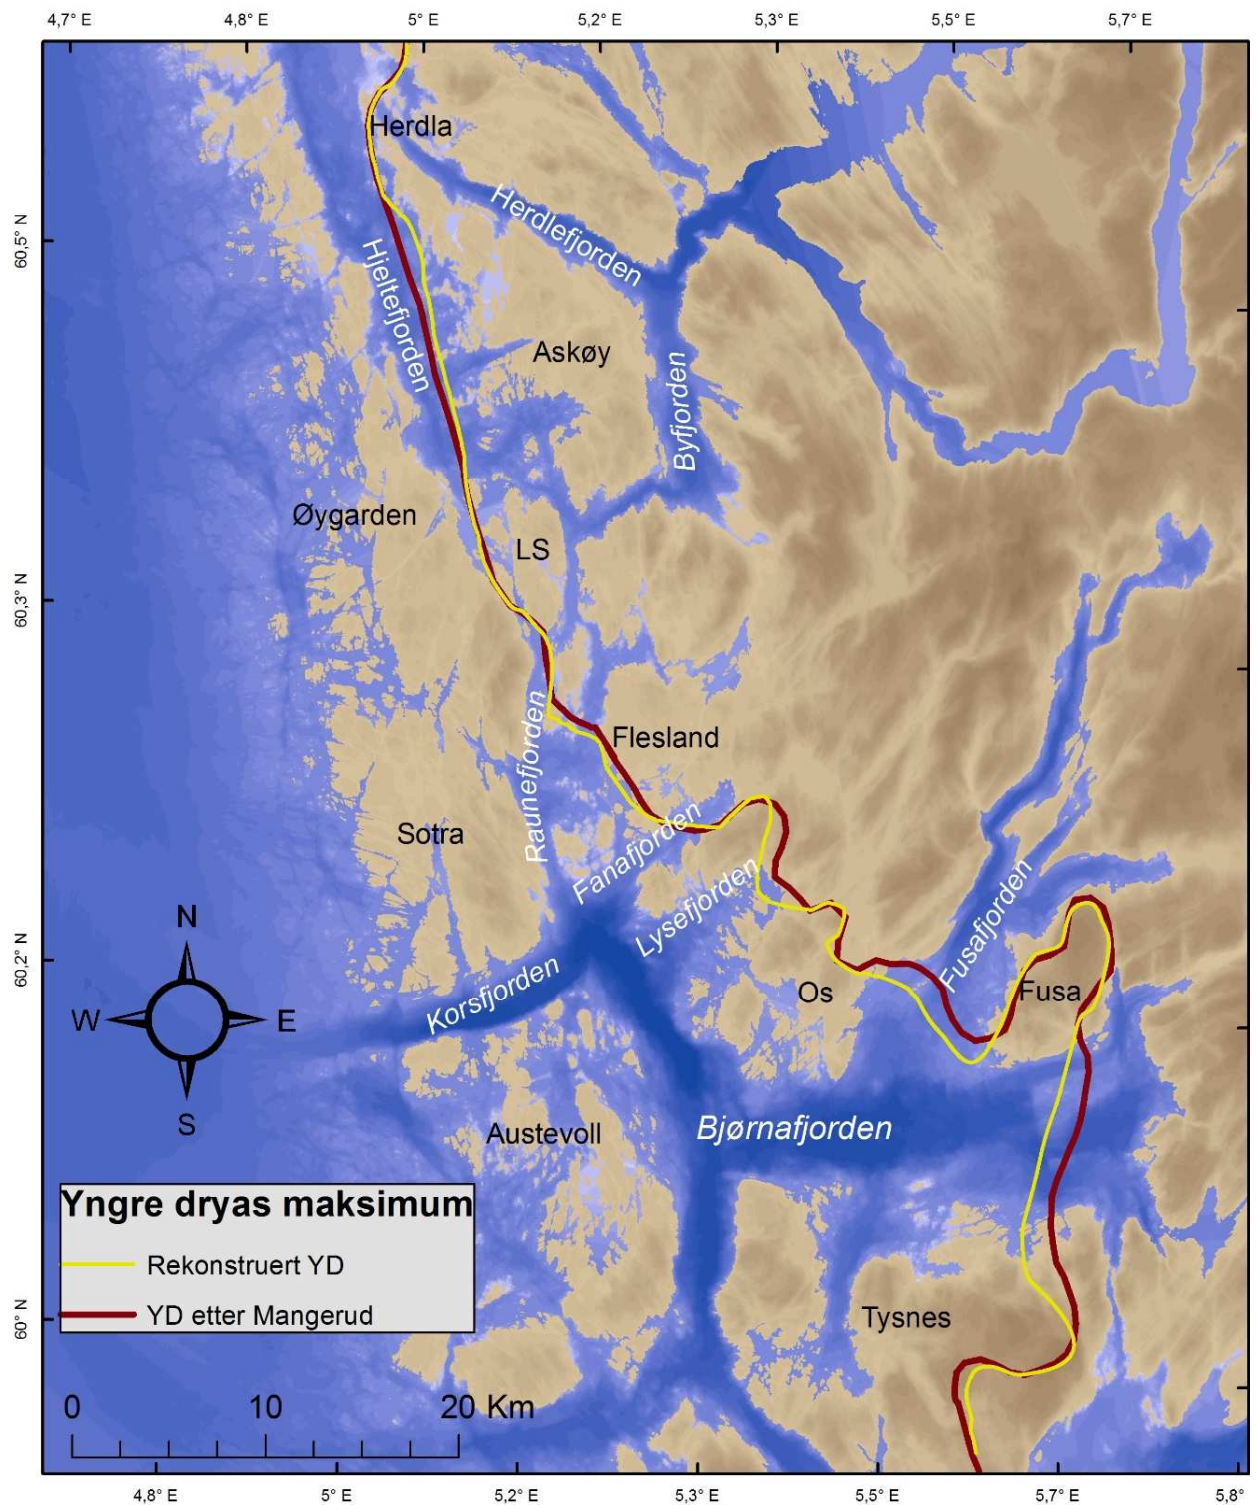 4,7° E 4,8° E 5° E 5,2° E 5,3° E 5,5° E 5,7° E
Herdla
60,5° N
Herdlefjorden
Hjeltefjorden
Askøy
Byfjorden
Øygarden
LS
60,3° N
Raunefjorden
Flesland
Sotra
Fanafjorden
Lysefjorden
Fusafjorden
N
60,2° N
W
E
S
Korsfjorden
Os
Fusa
Austevoll
Bjørnafjorden
Yngre dryas maksimum
Rekonstruert YD
YD etter Mangerud
60° N
Tysnes
0 10 20 Km
4,8° E 5° E 5,2° E 5,3° E 5,5° E 5,7° E 5,8° E